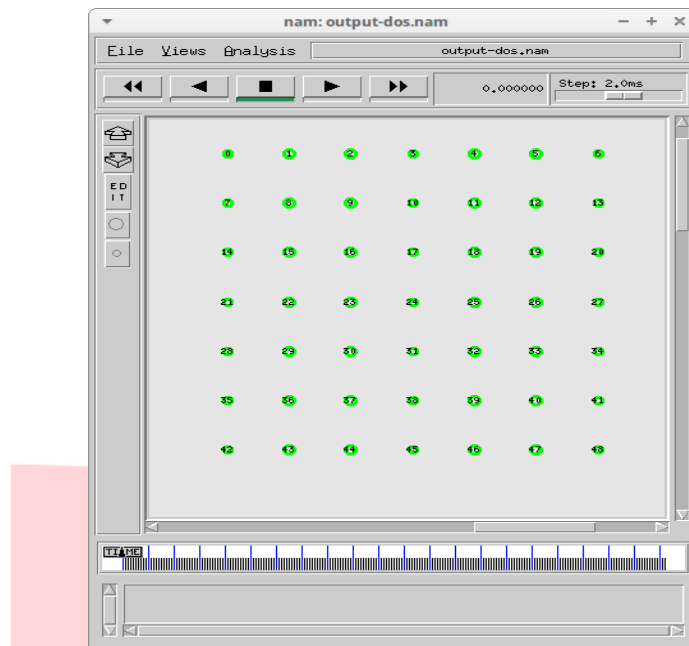 nam: output-dos.nam
File Views Analysis output-dos.nam
0.000000 Step: 2.0ms
0 1 2 3 4 5 6
7 8 9 10 11 12 13
ED
IT
14 15 16 17 18 19 20
21 22 23 24 25 26 27
28 29 30 31 32 33 34
35 36 37 38 39 40 41
42 43 44 45 46 47 48
TIME